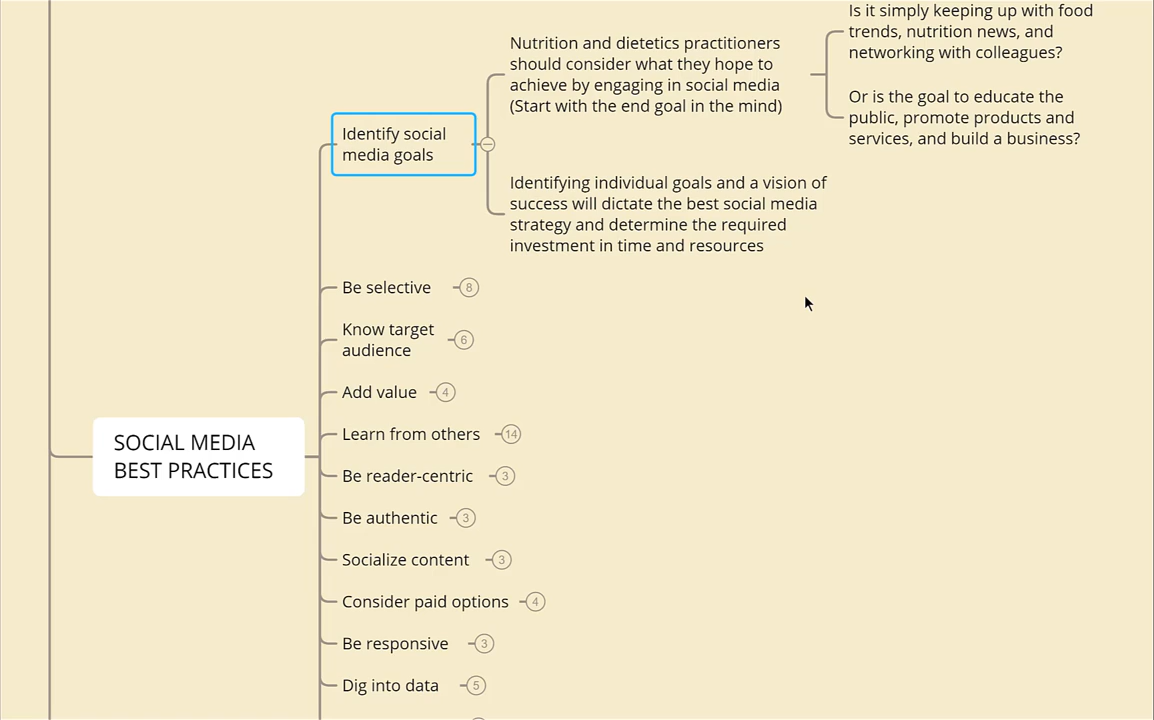 Is it simply keeping up with food
trends, nutrition news, and
networking with colleagues?
Nutrition and dietetics practitioners
should consider what they hope to
achieve by engaging in social media
(Start with the end goal in the mind)
Or is the goal to educate the
public, promote products and
services, and build a business?
Identify social
media goals
Identifying individual goals and a vision of
success will dictate the best social media
strategy and determine the required
investment in time and resources
Be selective 8
Know target
audience 6
Add value 4
SOCIAL MEDIA
BEST PRACTICES
Learn from others 14
Be reader-centric 3
Be authentic 3
Socialize content 3
Consider paid options 4
Be responsive 3
Dig into data 5